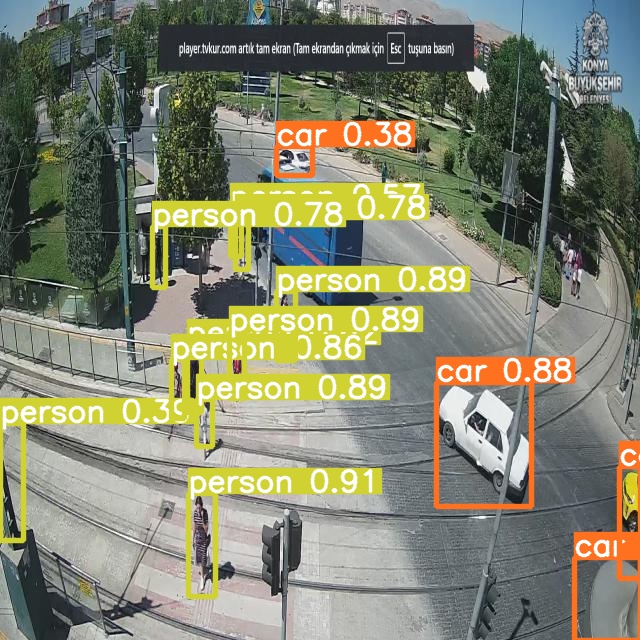 player.tvkur.com artık tam ekran (Tam ekrandan çıkmak için Esc tuşuna basın)
KONYA
BÜYÜKŞEHİR
BELEDİYESİ
car 0.38
0.57
person 0.78
0.78
person 0.89
person 0.89
person 0.86
person 0.89
car 0.88
person 0.39
person 0.91
car